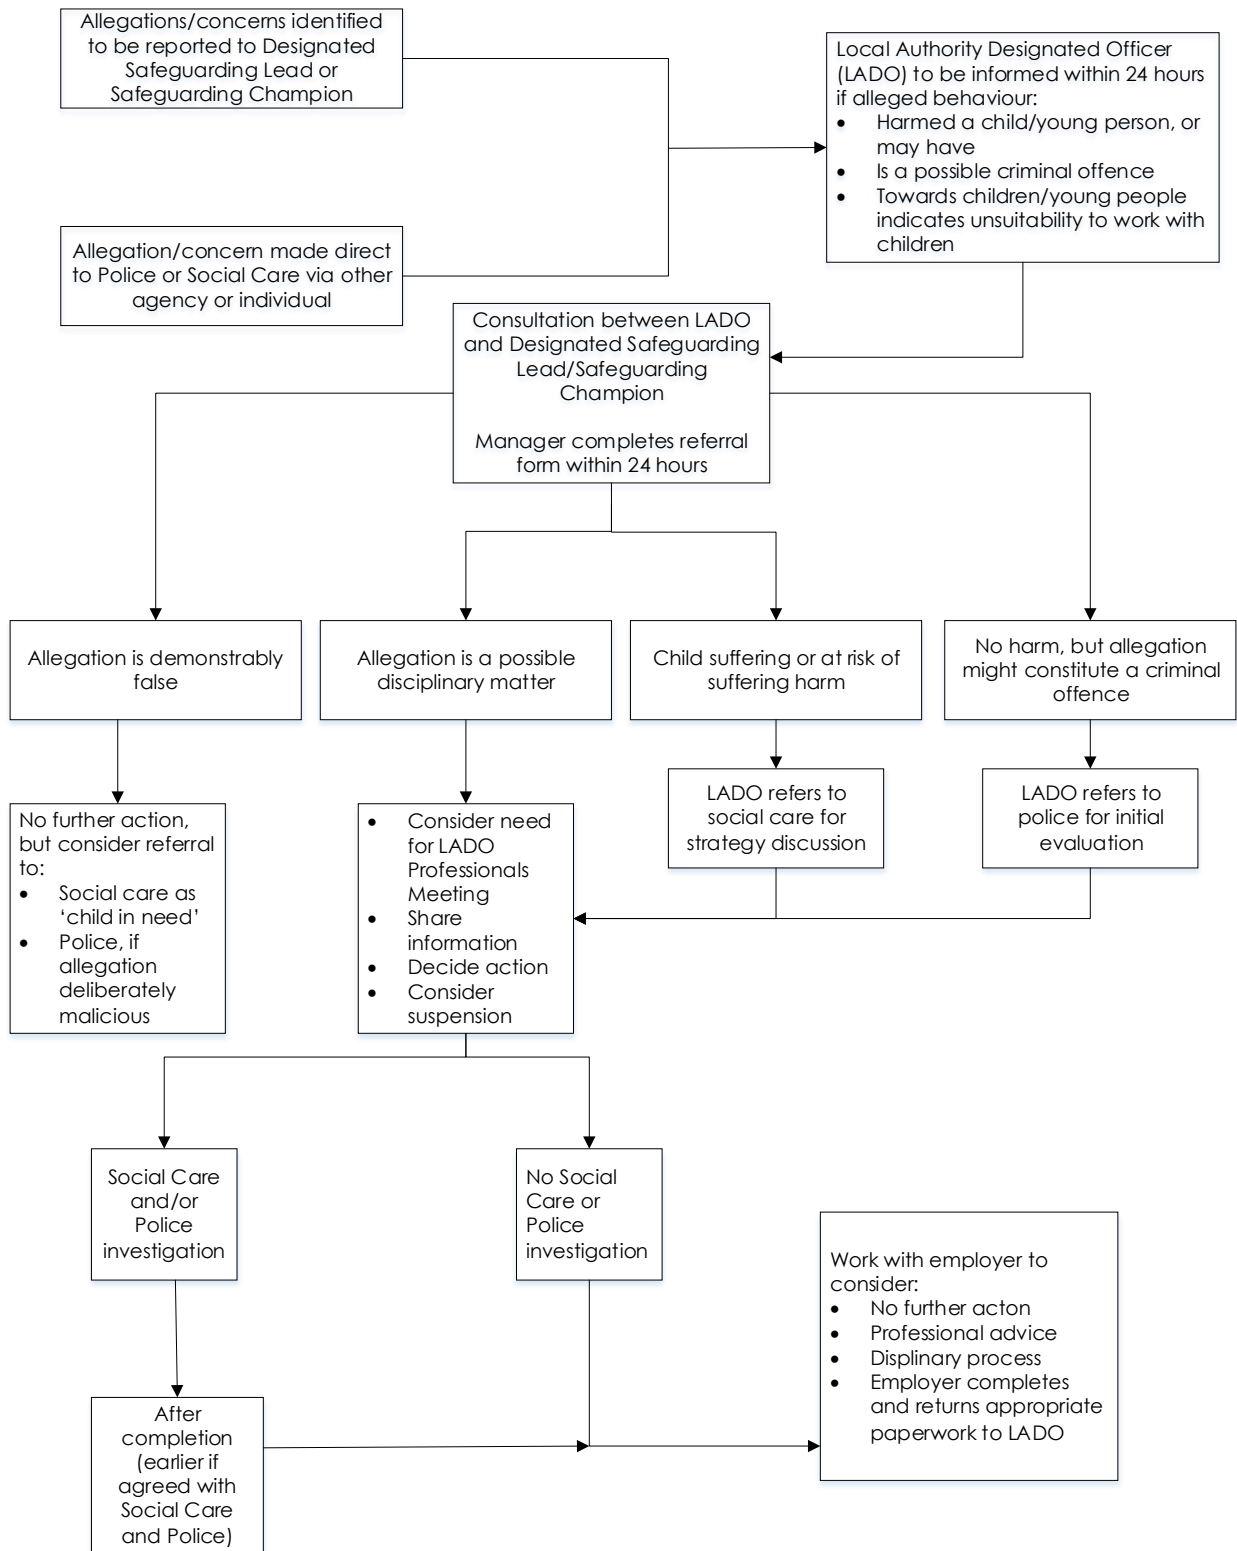 Allegations/concerns identified
to be reported to Designated
Safeguarding Lead or
Safeguarding Champion
Local Authority Designated Officer
(LADO) to be informed within 24 hours
if alleged behaviour:
• Harmed a child/young person, or
may have
• Is a possible criminal offence
• Towards children/young people
indicates unsuitability to work with
children
Allegation/concern made direct
to Police or Social Care via other
agency or individual
Consultation between LADO
and Designated Safeguarding
Lead/Safeguarding
Champion
Manager completes referral
form within 24 hours
Allegation is demonstrably
false
Allegation is a possible
disciplinary matter
Child suffering or at risk of
suffering harm
No harm, but allegation
might constitute a criminal
offence
No further action,
but consider referral
to:
• Social care as
‘child in need’
• Police, if
allegation
deliberately
malicious
• Consider need
for LADO
Professionals
Meeting
• Share
information
• Decide action
• Consider
suspension
LADO refers to
social care for
strategy discussion
LADO refers to
police for initial
evaluation
Social Care
and/or
Police
investigation
No Social
Care or
Police
investigation
After
completion
(earlier if
agreed with
Social Care
and Police)
Work with employer to
consider:
• No further acton
• Professional advice
• Displinary process
• Employer completes
and returns appropriate
paperwork to LADO